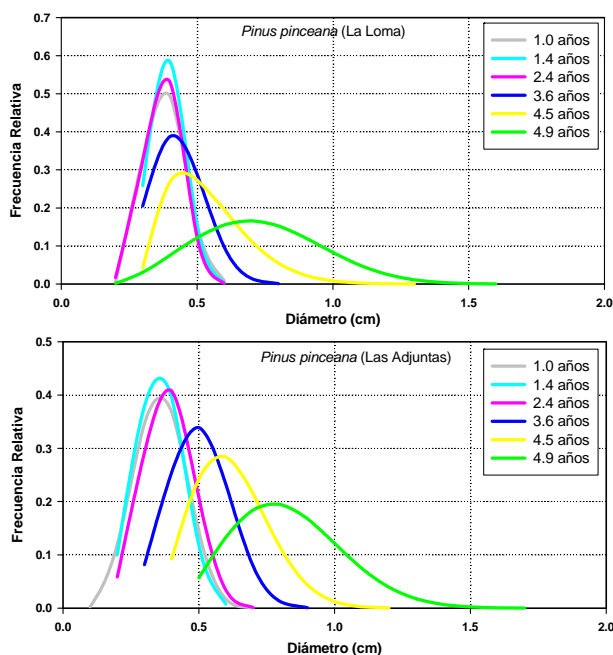 Pinus pinceana (La Loma)
0.7
0.6
0.5
0.4
0.3
0.2
0.1
0.0
Frecuencia Relativa
1.0 años
1.4 años
2.4 años
3.6 años
4.5 años
4.9 años
0.0 0.5 1.0 1.5 2.0
Diámetro (cm)
Pinus pinceana (Las Adjuntas)
0.5
0.4
0.3
0.2
0.1
0.0
Frecuencia Relativa
1.0 años
1.4 años
2.4 años
3.6 años
4.5 años
4.9 años
0.0 0.5 1.0 1.5 2.0
Diámetro (cm)